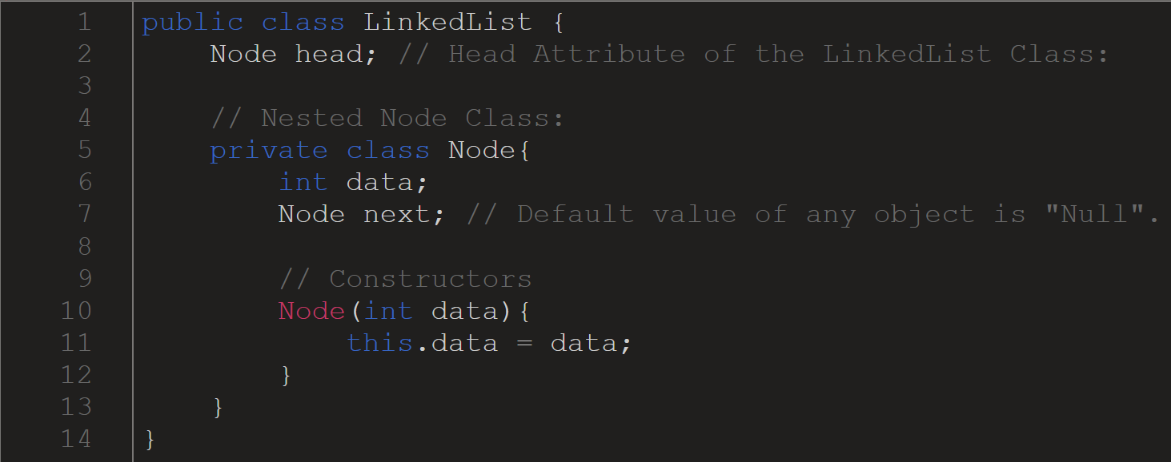 1 public class LinkedList {
2 Node head; // Head Attribute of the LinkedList Class:
3
4 // Nested Node Class:
5 private class Node{
6 int data;
7 Node next; // Default value of any object is "Null".
8
9 // Constructors
10 Node(int data){
11 this.data = data;
12 }
13 }
14 }